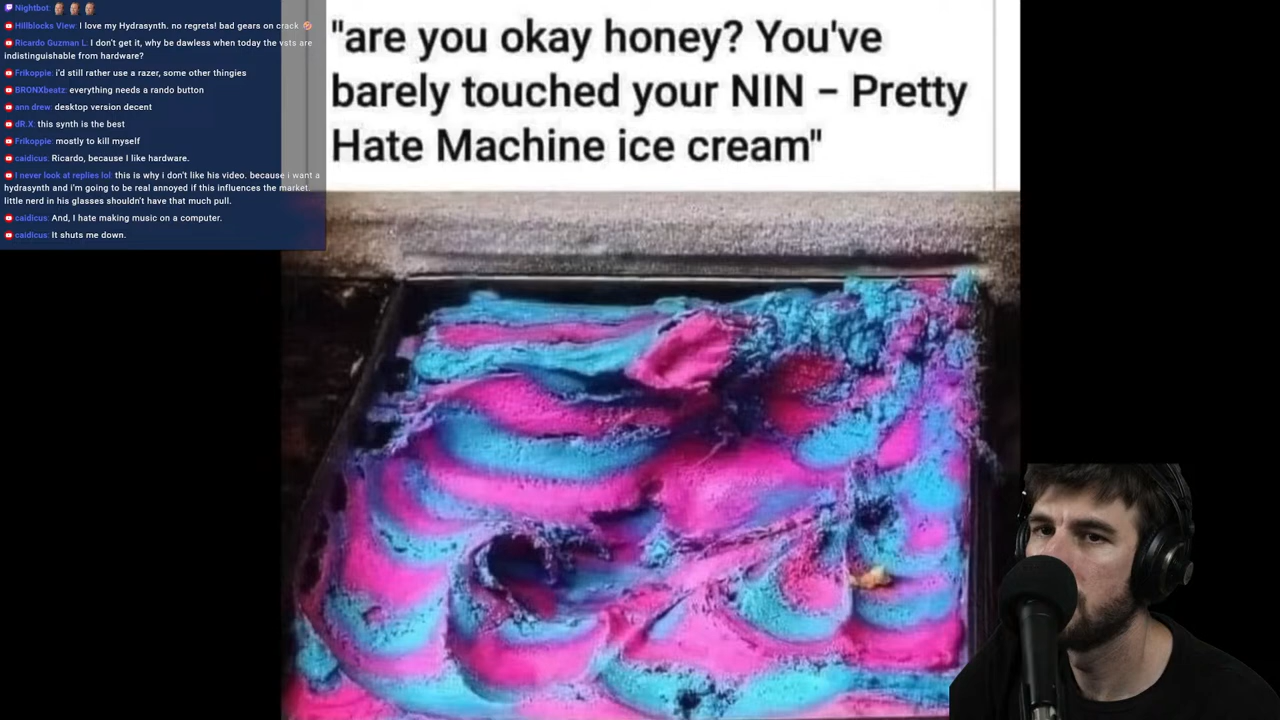 Nightbot:
Hillblocks View: I love my Hydrasynth. no regrets! bad gears on crack
Ricardo Guzman L: I don't get it, why be dawless when today the vsts are
indistinguishable from hardware?
Frikoppie: i'd still rather use a razer, some other thingies
BRONXbeatz: everything needs a rando button
ann drew: desktop version decent
dR.X: this synth is the best
Frikoppie: mostly to kill myself
caidicus: Ricardo, because I like hardware.
I never look at replies lol: this is why i don't like his video. because i want a
hydrasynth and i'm going to be real annoyed if this influences the market.
little nerd in his glasses shouldn't have that much pull.
caidicus: And, I hate making music on a computer.
caidicus: It shuts me down.
"are you okay honey? You've
barely touched your NIN – Pretty
Hate Machine ice cream"